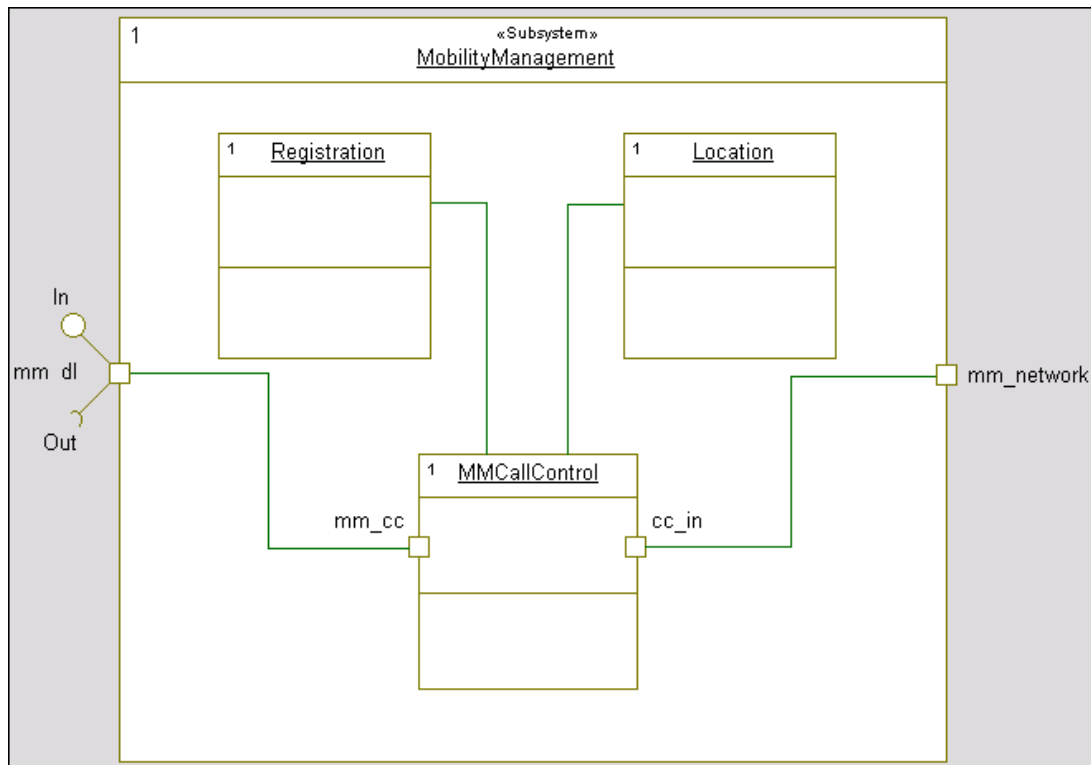 1
«Subsystem»
MobilityManagement
1
Registration
1
Location
In
mm_dl
Out
mm_network
1
MMCallControl
mm_cc
cc_in